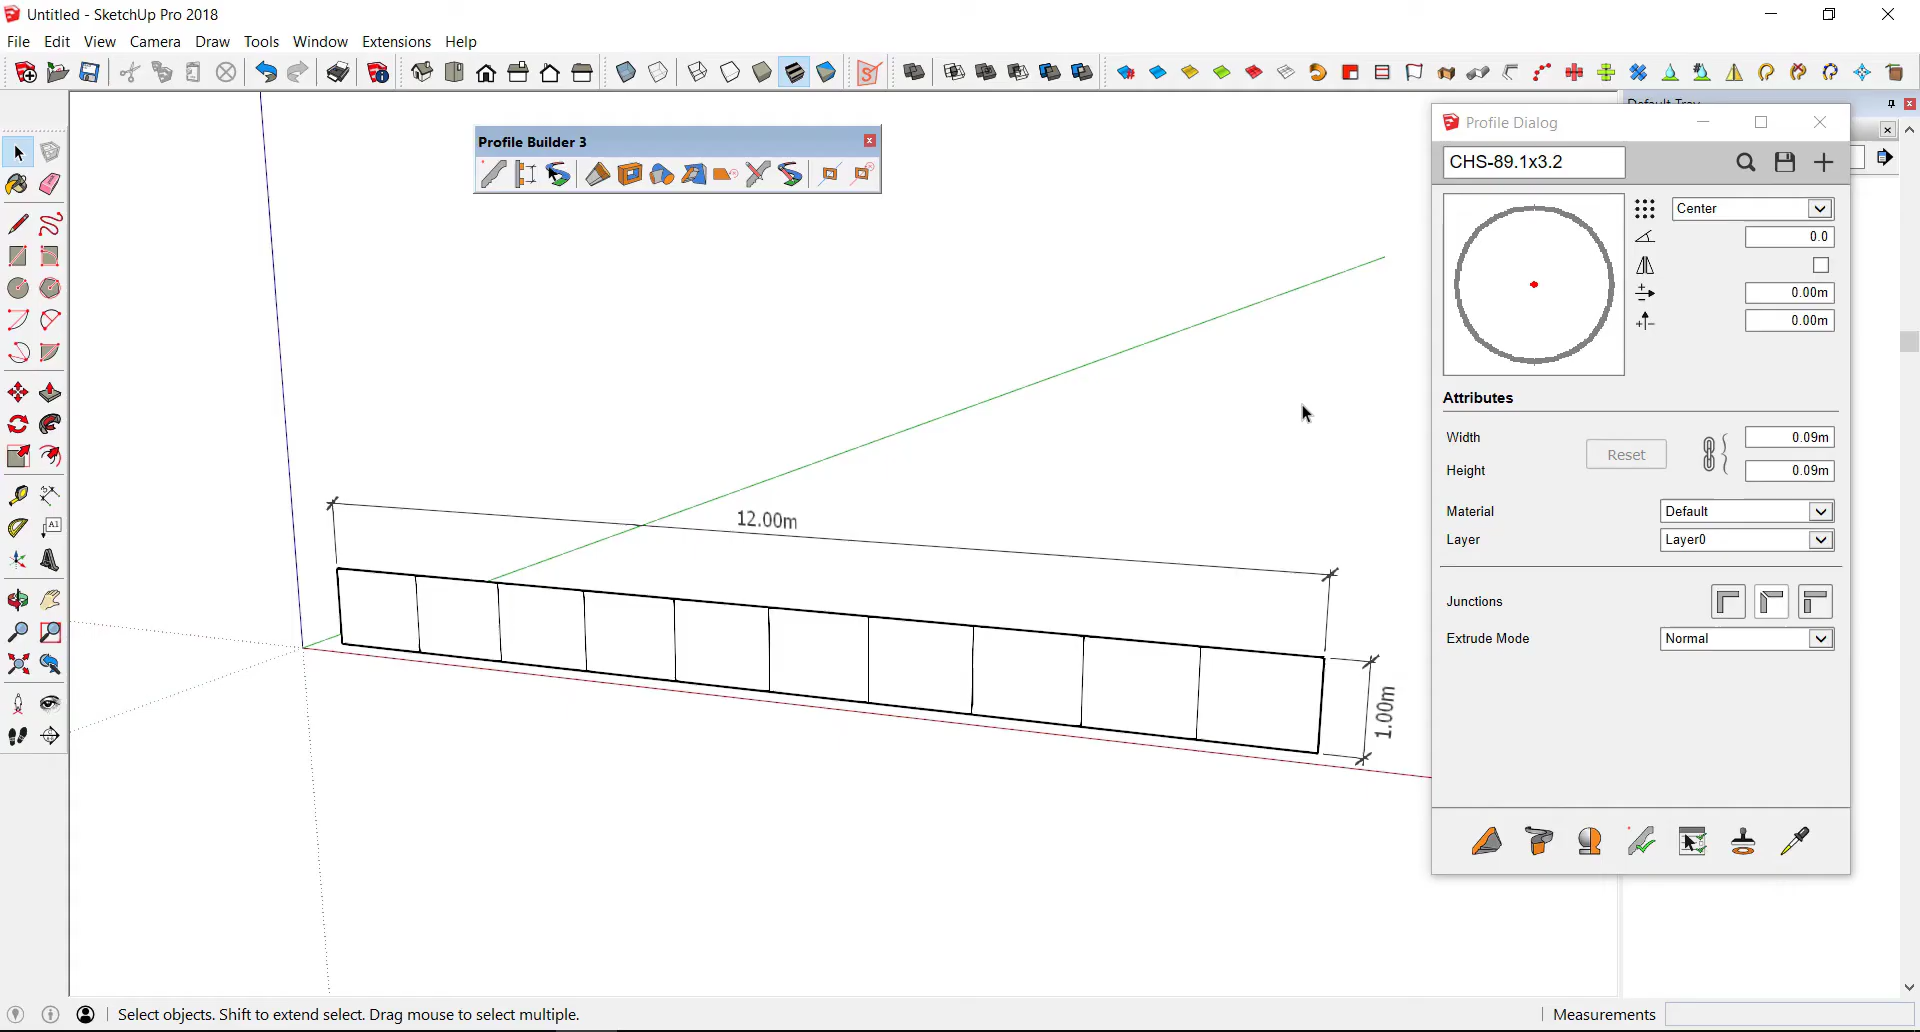 Untitled - SketchUp Pro 2018
File Edit View Camera Draw Tools Window Extensions Help
Profile Builder 3
Profile Dialog
CHS-89.1x3.2
Center
0.0
0.00m
0.00m
Attributes
Width 0.09m
Reset
Height 0.09m
Material Default
Layer Layer0
Junctions
Extrude Mode Normal
12.00m
1.00m
A1
Select objects. Shift to extend select. Drag mouse to select multiple.
Measurements